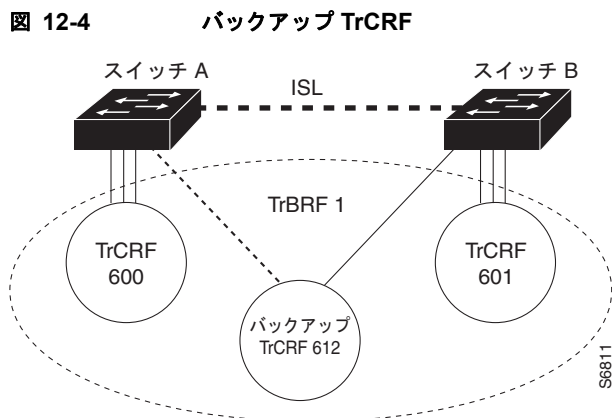 図 12-4 バックアップ TrCRF
スイッチ A
ISL
スイッチ B
TrBRF 1
TrCRF
600
TrCRF
601
バックアップ
TrCRF 612
S6811